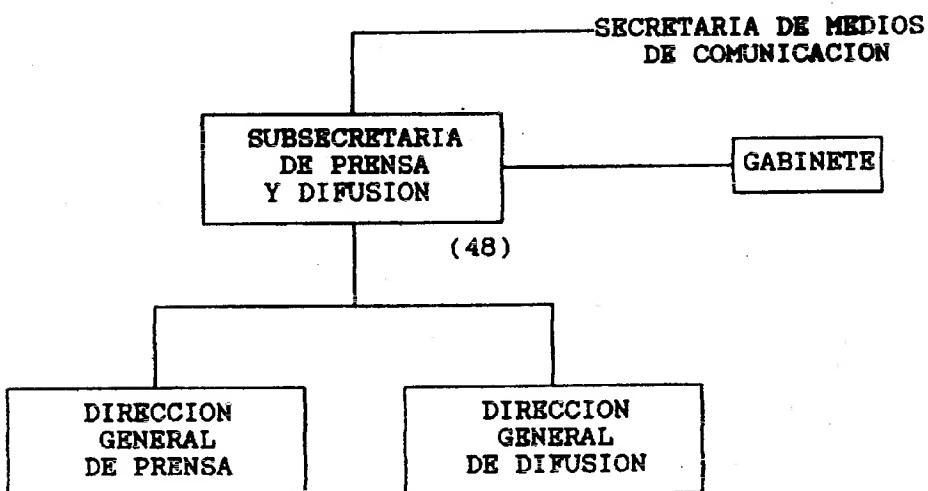 SECRETARIA DE MEDIOS
DE COMUNICACION
SUBSECRETARIA
DE PRENSA
Y DIFUSION
GABINETE
(48)
DIRECCION
GENERAL
DE PRENSA
DIRECCION
GENERAL
DE DIFUSION